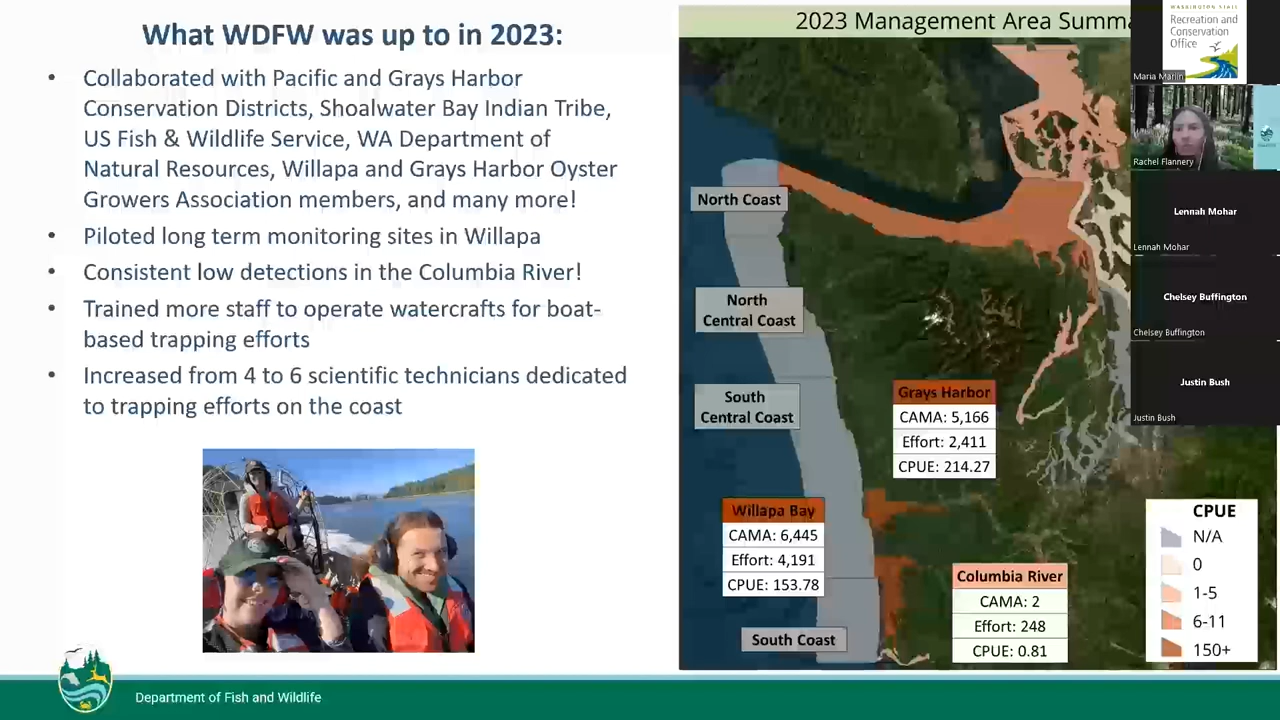 What WDFW was up to in 2023:
• Collaborated with Pacific and Grays Harbor
Conservation Districts, Shoalwater Bay Indian Tribe,
US Fish & Wildlife Service, WA Department of
Natural Resources, Willapa and Grays Harbor Oyster
Growers Association members, and many more!
• Piloted long term monitoring sites in Willapa
• Consistent low detections in the Columbia River!
• Trained more staff to operate watercrafts for boat-
based trapping efforts
• Increased from 4 to 6 scientific technicians dedicated
to trapping efforts on the coast
Department of Fish and Wildlife
2023 Management Area Summa
North Coast
North
Central Coast
South
Central Coast
South Coast
Grays Harbor
CAMA: 5,166
Effort: 2,411
CPUE: 214.27
Willapa Bay
CAMA: 6,445
Effort: 4,191
CPUE: 153.78
Columbia River
CAMA: 2
Effort: 248
CPUE: 0.81
CPUE
N/A
0
1-5
6-11
150+
WASHINGTON STATE
Recreation and
Conservation
Office
Maria Marlin
Rachel Flannery
Lennah Mohar
Lennah Mohar
Chelsey Buffington
Chelsey Buffington
Justin Bush
Justin Bush